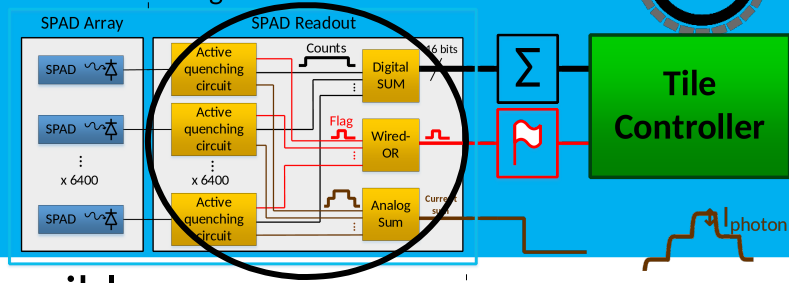 SPAD Array
SPAD Readout
SPAD
SPAD
⋮
x 6400
SPAD
Active
quenching
circuit
Active
quenching
circuit
⋮
x 6400
Active
quenching
circuit
Counts
Flag
Digital
SUM
Wired-
OR
Analog
Sum
16 bits
Current
sum
Σ
Tile
Controller
I photon